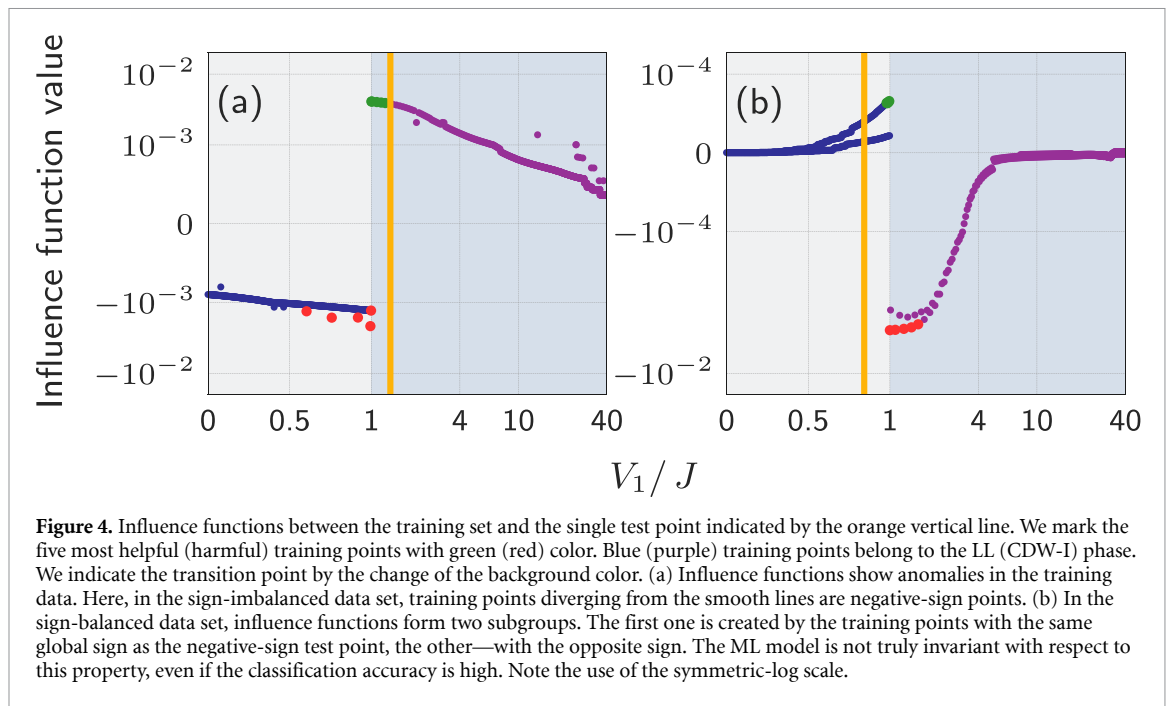 Influence function value
(a)
10⁻²
10⁻³
0
−10⁻³
−10⁻²
0 0.5 1 4 10 40
(b)
10⁻⁴
0
−10⁻⁴
−10⁻²
0 0.5 1 4 10 40
V₁/ J
Figure 4. Influence functions between the training set and the single test point indicated by the orange vertical line. We mark the
five most helpful (harmful) training points with green (red) color. Blue (purple) training points belong to the LL (CDW-I) phase.
We indicate the transition point by the change of the background color. (a) Influence functions show anomalies in the training
data. Here, in the sign-imbalanced data set, training points diverging from the smooth lines are negative-sign points. (b) In the
sign-balanced data set, influence functions form two subgroups. The first one is created by the training points with the same
global sign as the negative-sign test point, the other—with the opposite sign. The ML model is not truly invariant with respect to
this property, even if the classification accuracy is high. Note the use of the symmetric-log scale.